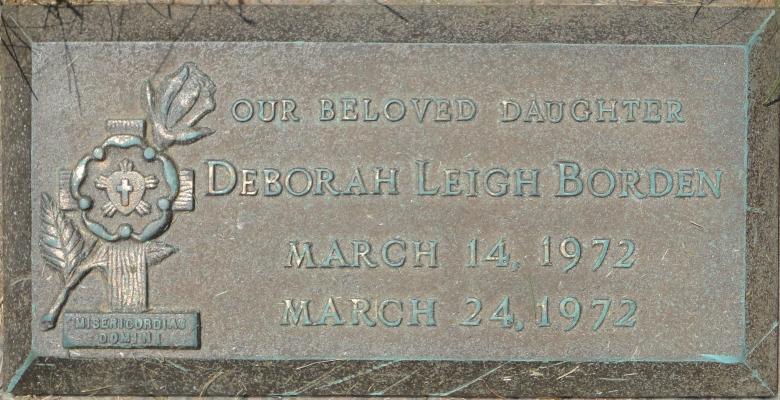 OUR BELOVED DAUGHTER
DEBORAH LEIGH BORDEN
MARCH 14, 1972
MARCH 24, 1972
MISERICORDIAS
DOMINI